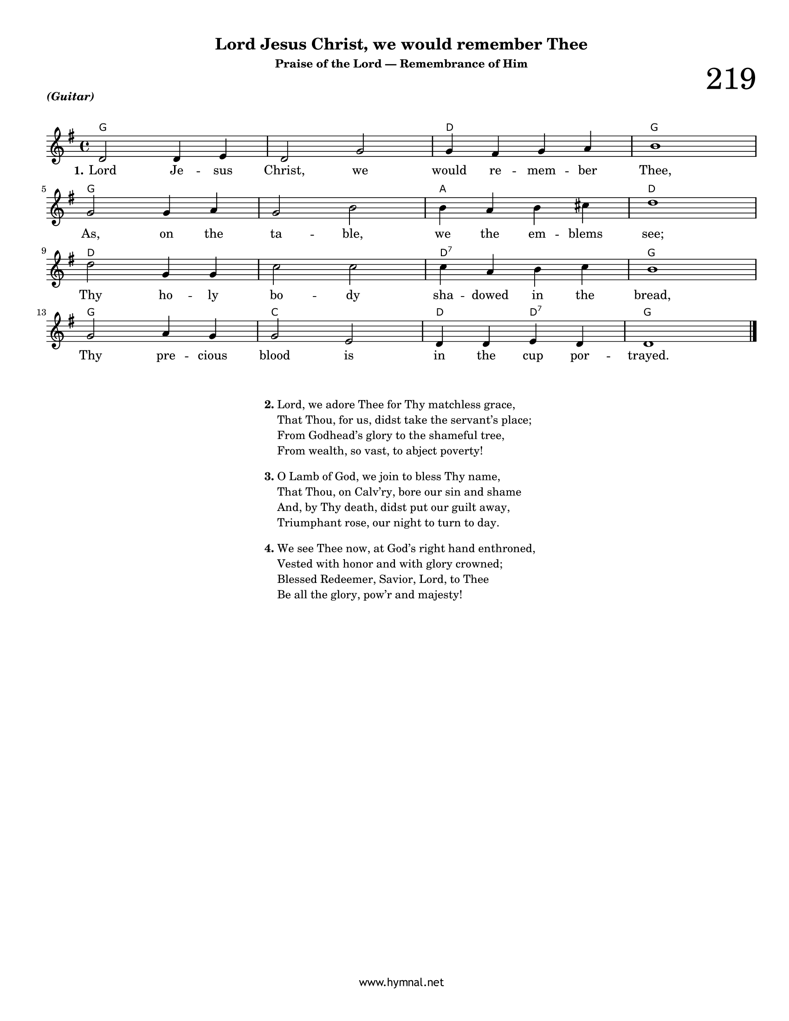 Lord Jesus Christ, we would remember Thee
Praise of the Lord — Remembrance of Him
219
(Guitar)
G D G
1. Lord Je - sus Christ, we would re - mem - ber Thee,
5 G A D
As, on the ta - ble, we the em - blems see;
9 D D7 G
Thy ho - ly bo - dy sha - dowed in the bread,
13 G C D D7 G
Thy pre - cious blood is in the cup por - trayed.
2. Lord, we adore Thee for Thy matchless grace,
That Thou, for us, didst take the servant's place;
From Godhead's glory to the shameful tree,
From wealth, so vast, to abject poverty!
3. O Lamb of God, we join to bless Thy name,
That Thou, on Calv'ry, bore our sin and shame
And, by Thy death, didst put our guilt away,
Triumphant rose, our night to turn to day.
4. We see Thee now, at God's right hand enthroned,
Vested with honor and with glory crowned;
Blessed Redeemer, Savior, Lord, to Thee
Be all the glory, pow'r and majesty!
www.hymnal.net